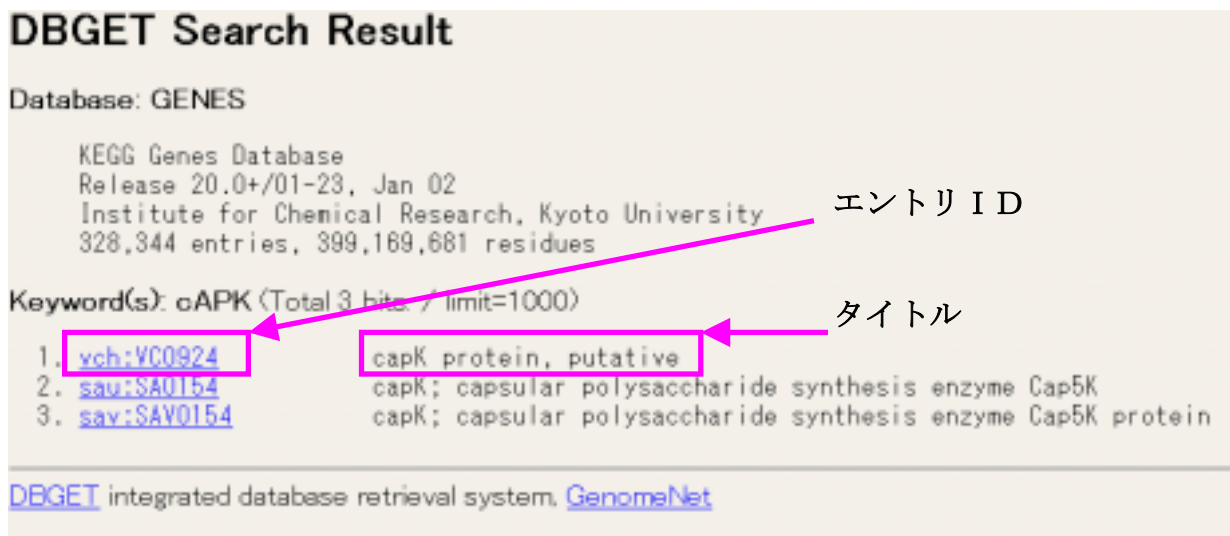 DBGET Search Result
Database: GENES
KEGG Genes Database
Release 20.0+/01-23, Jan 02
Institute for Chemical Research, Kyoto University
328,344 entries, 399,169,681 residues
エントリＩＤ
Keyword(s): cAPK (Total 3 hits. / limit=1000)
タイトル
1. vch:VC0924 capK protein, putative
2. sau:SA0154 capK; capsular polysaccharide synthesis enzyme Cap5K
3. sav:SAV0154 capK; capsular polysaccharide synthesis enzyme Cap5K protein
DBGET integrated database retrieval system, GenomeNet